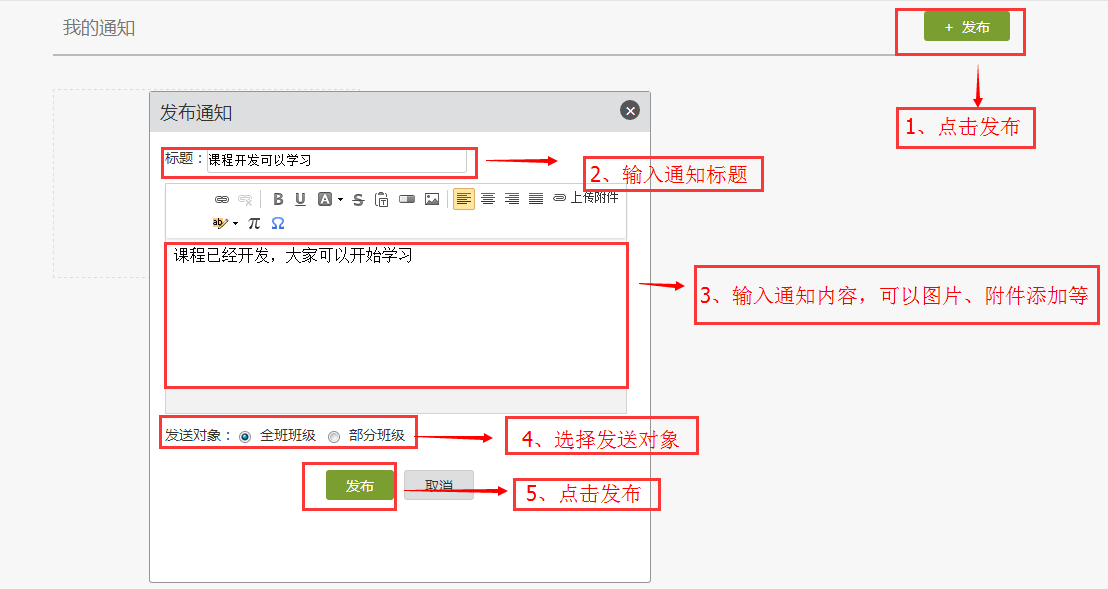 我的通知
+ 发布
1、点击发布
发布通知
标题：课程开发可以学习
2、输入通知标题
B U A S 上传附件
ab π Ω
课程已经开发，大家可以开始学习
3、输入通知内容，可以图片、附件添加等
发送对象： 全班班级 部分班级
4、选择发送对象
发布 取消
5、点击发布